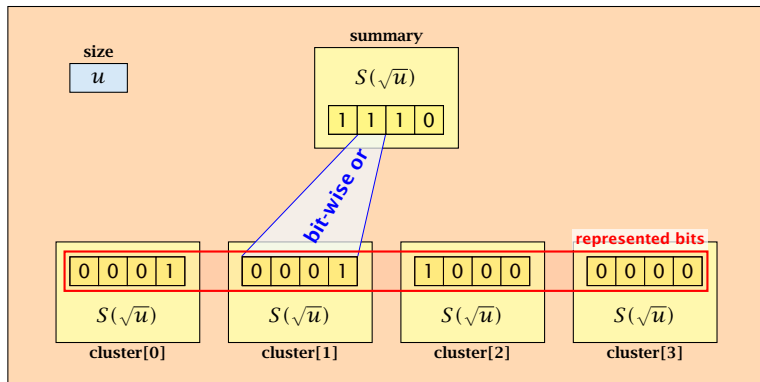 summary
size
u
S(√u)
1 1 1 0
bit-wise or
represented bits
0 0 0 1 0 0 0 1 1 0 0 0 0 0 0 0
S(√u) S(√u) S(√u) S(√u)
cluster[0] cluster[1] cluster[2] cluster[3]